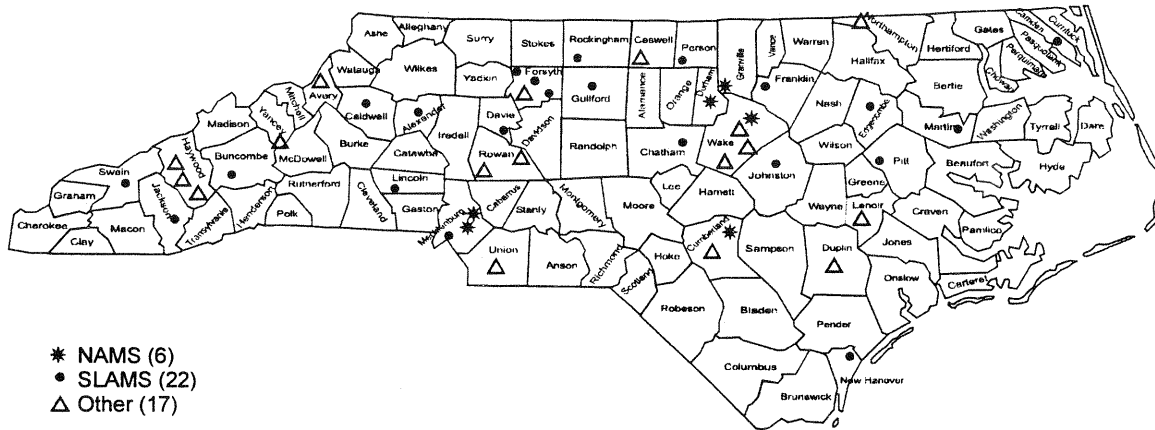 Ashe
Alleghany
Surry
Stokes
Rockingham
Caswell
Person
Granville
Vance
Warren
Northampton
Gates
Camden
Currituck
Pasquotank
Perquimans
Chowan
Hertford
Halifax
Bertie
Watauga
Wilkes
Yadkin
Forsyth
Guilford
Alamance
Orange
Durham
Franklin
Nash
Edgecombe
Martin
Washington
Tyrrell
Dare
Mitchell
Avery
Yancey
Madison
Caldwell
Alexander
Iredell
Davie
Davidson
Randolph
Chatham
Wake
Wilson
Pitt
Beaufort
Hyde
Haywood
Buncombe
McDowell
Burke
Catawba
Rowan
Johnston
Greene
Swain
Graham
Jackson
Rutherford
Lincoln
Cabarrus
Stanly
Montgomery
Moore
Lee
Harnett
Wayne
Lenoir
Craven
Pamlico
Cherokee
Clay
Macon
Transylvania
Henderson
Polk
Cleveland
Gaston
Mecklenburg
Union
Anson
Richmond
Scotland
Hoke
Cumberland
Sampson
Duplin
Jones
Onslow
Carteret
Robeson
Bladen
Pender
Columbus
Brunswick
New Hanover
NAMS (6)
SLAMS (22)
Other (17)